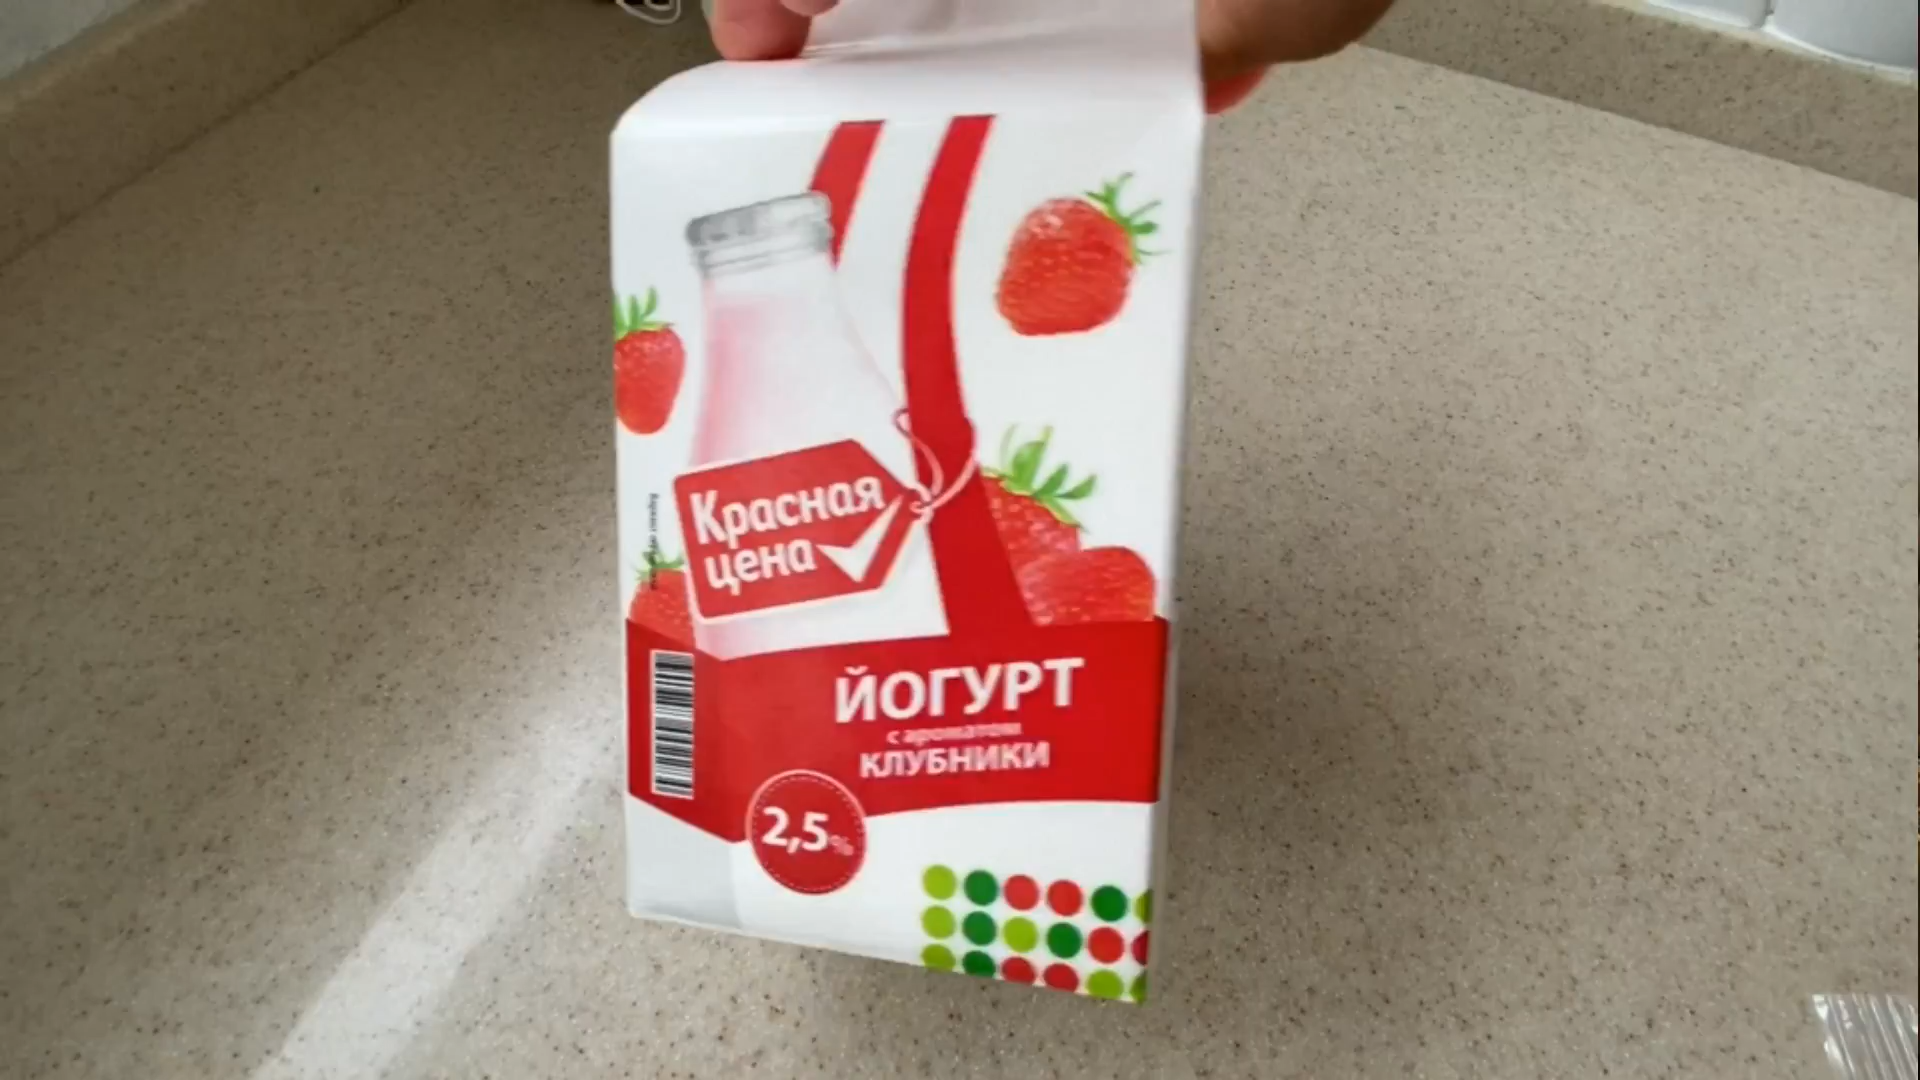 Красная
цена
ЙОГУРТ
с ароматом
КЛУБНИКИ
2,5%